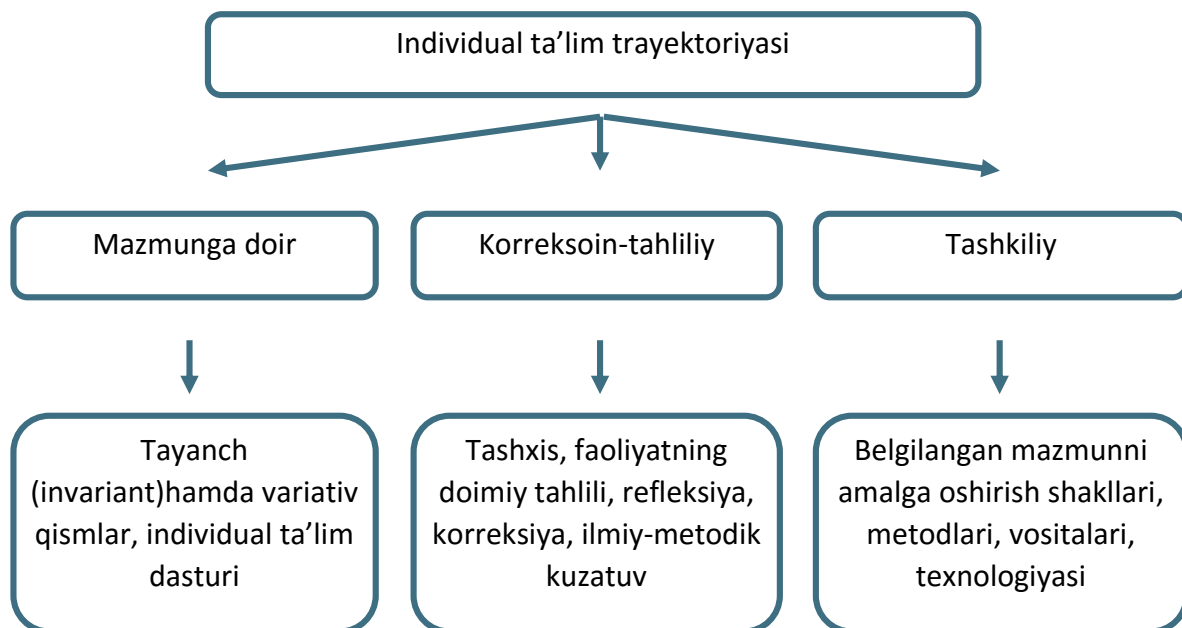 Individual ta’lim trayektoriyasi
Mazmunga doir
Korreksoin-tahliliy
Tashkiliy
Tayanch
(invariant)hamda variativ
qismlar, individual ta’lim
dasturi
Tashxis, faoliyatning
doimiy tahlili, refleksiya,
korreksiya, ilmiy-metodik
kuzatuv
Belgilangan mazmunni
amalga oshirish shakllari,
metodlari, vositalari,
texnologiyasi